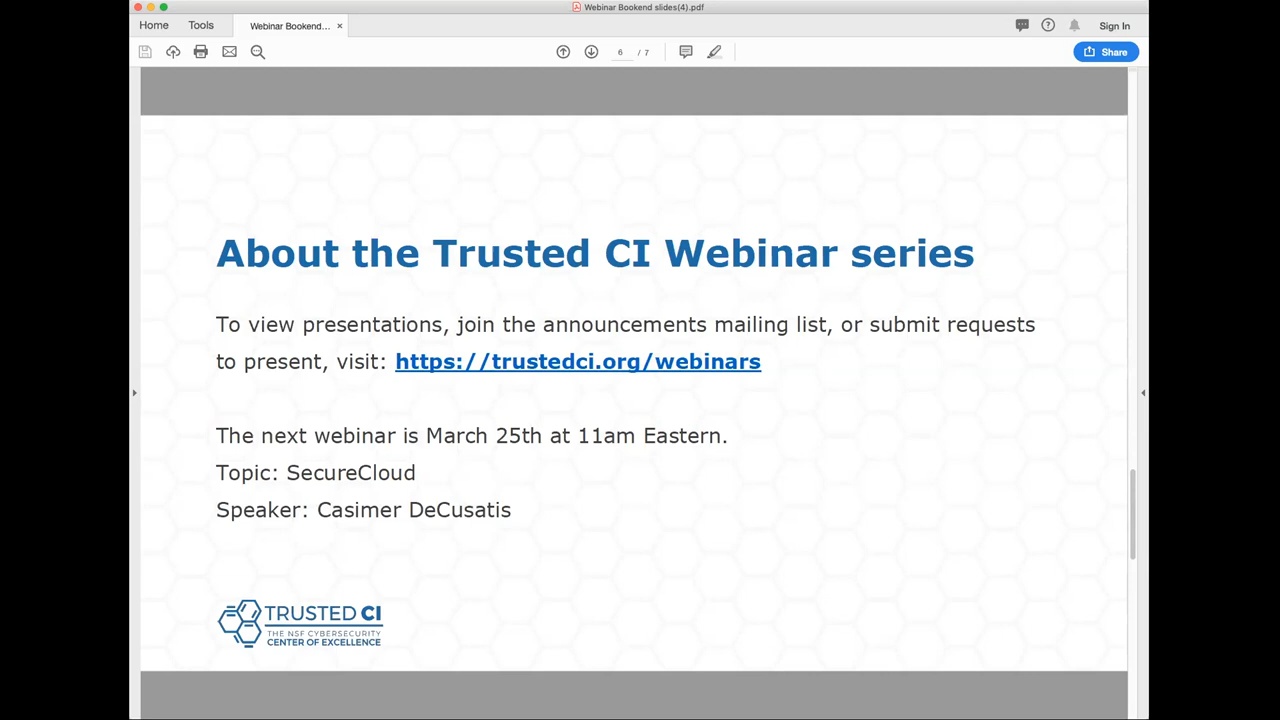 Webinar Bookend slides(4).pdf
Home
Tools
Webinar Bookend...
×
Sign In
6 / 7
Share
About the Trusted CI Webinar series
To view presentations, join the announcements mailing list, or submit requests
to present, visit: https://trustedci.org/webinars
The next webinar is March 25th at 11am Eastern.
Topic: SecureCloud
Speaker: Casimer DeCusatis
TRUSTED CI
THE NSF CYBERSECURITY
CENTER OF EXCELLENCE